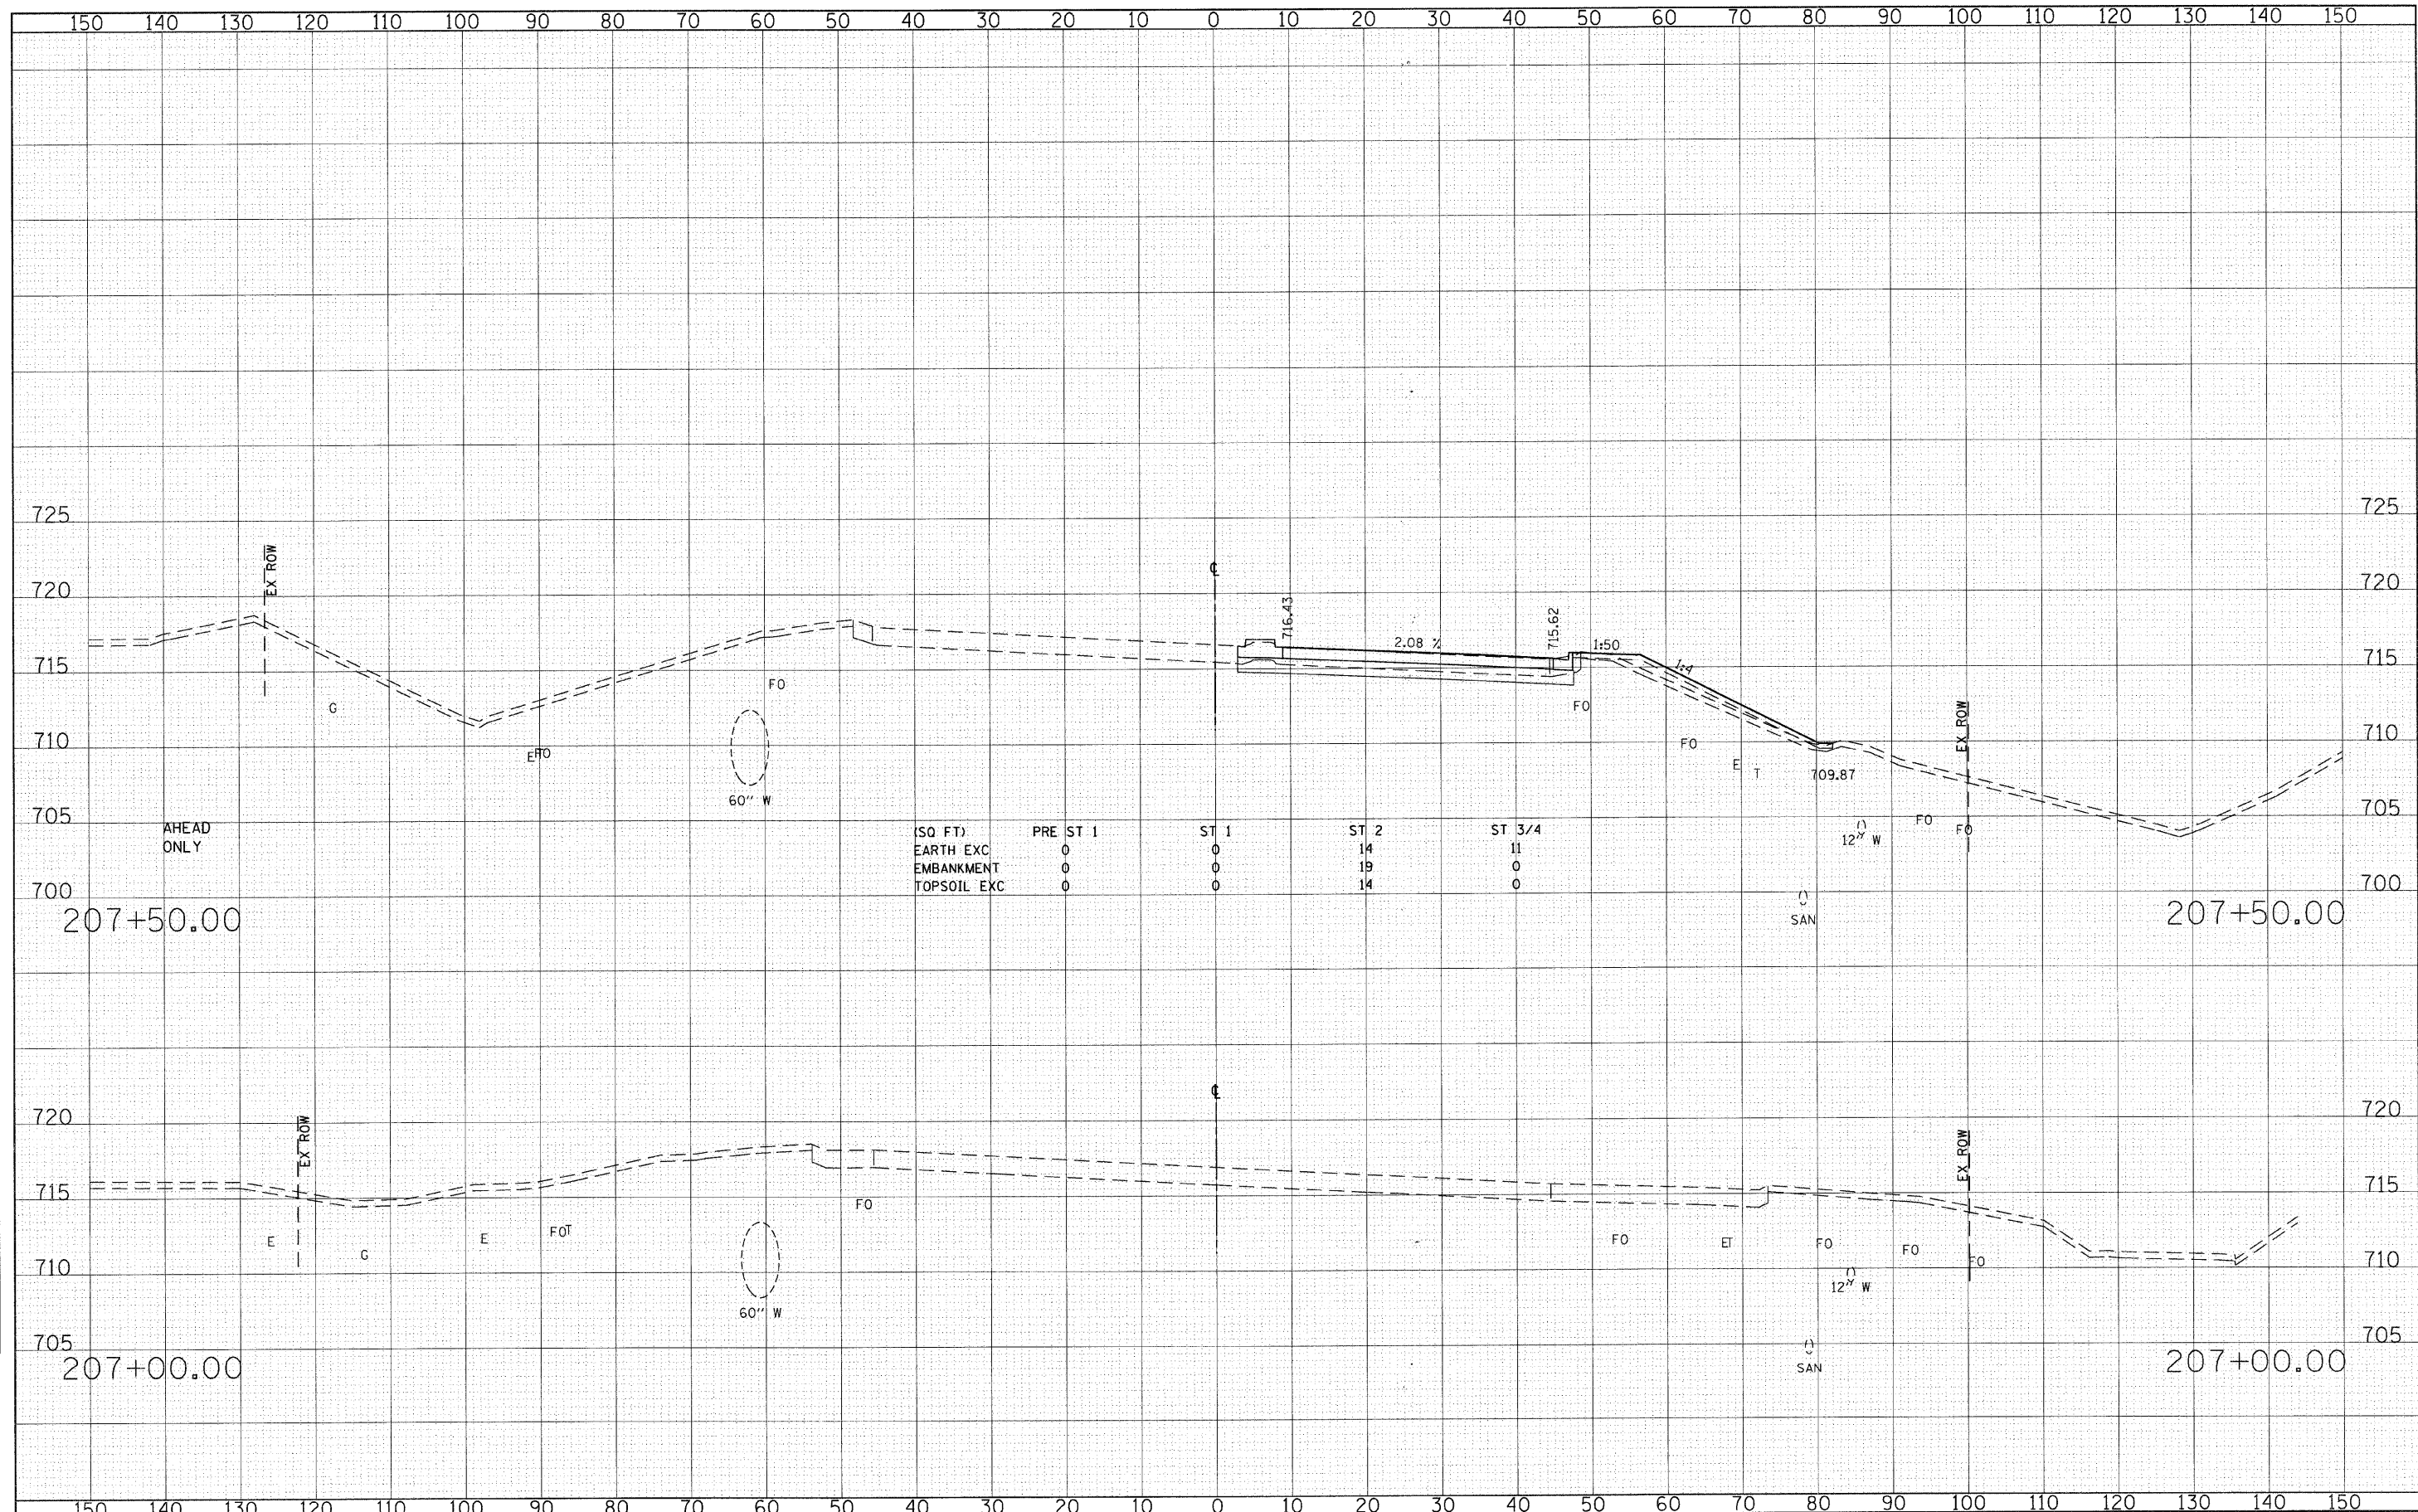 150 140 130 120 110 100 90 80 70 60 50 40 30 20 10 0 10 20 30 40 50 60 70 80 90 100 110 120 130 140 150
725 725
EX ROW
720 ℄ 720
716.43 715.62
2.08 % 1:50
715 1:4 715
FO
G FO
EX ROW
710 FO 710
E FO
E T 709.87
60" W
705 705
AHEAD (SQ FT) PRE ST 1 ST 1 ST 2 ST 3/4 FO FO
12" W
ONLY EARTH EXC 0 0 14 11
EMBANKMENT 0 0 19 0
TOPSOIL EXC 0 0 14 0
700 700
207+50.00 SAN 207+50.00
℄
720 720
EX ROW EX ROW
715 715
FO
E G E FOT FO ET FO FO FO
710 710
12" W
60" W
705 705
207+00.00 SAN 207+00.00
150 140 130 120 110 100 90 80 70 60 50 40 30 20 10 0 10 20 30 40 50 60 70 80 90 100 110 120 130 140 150